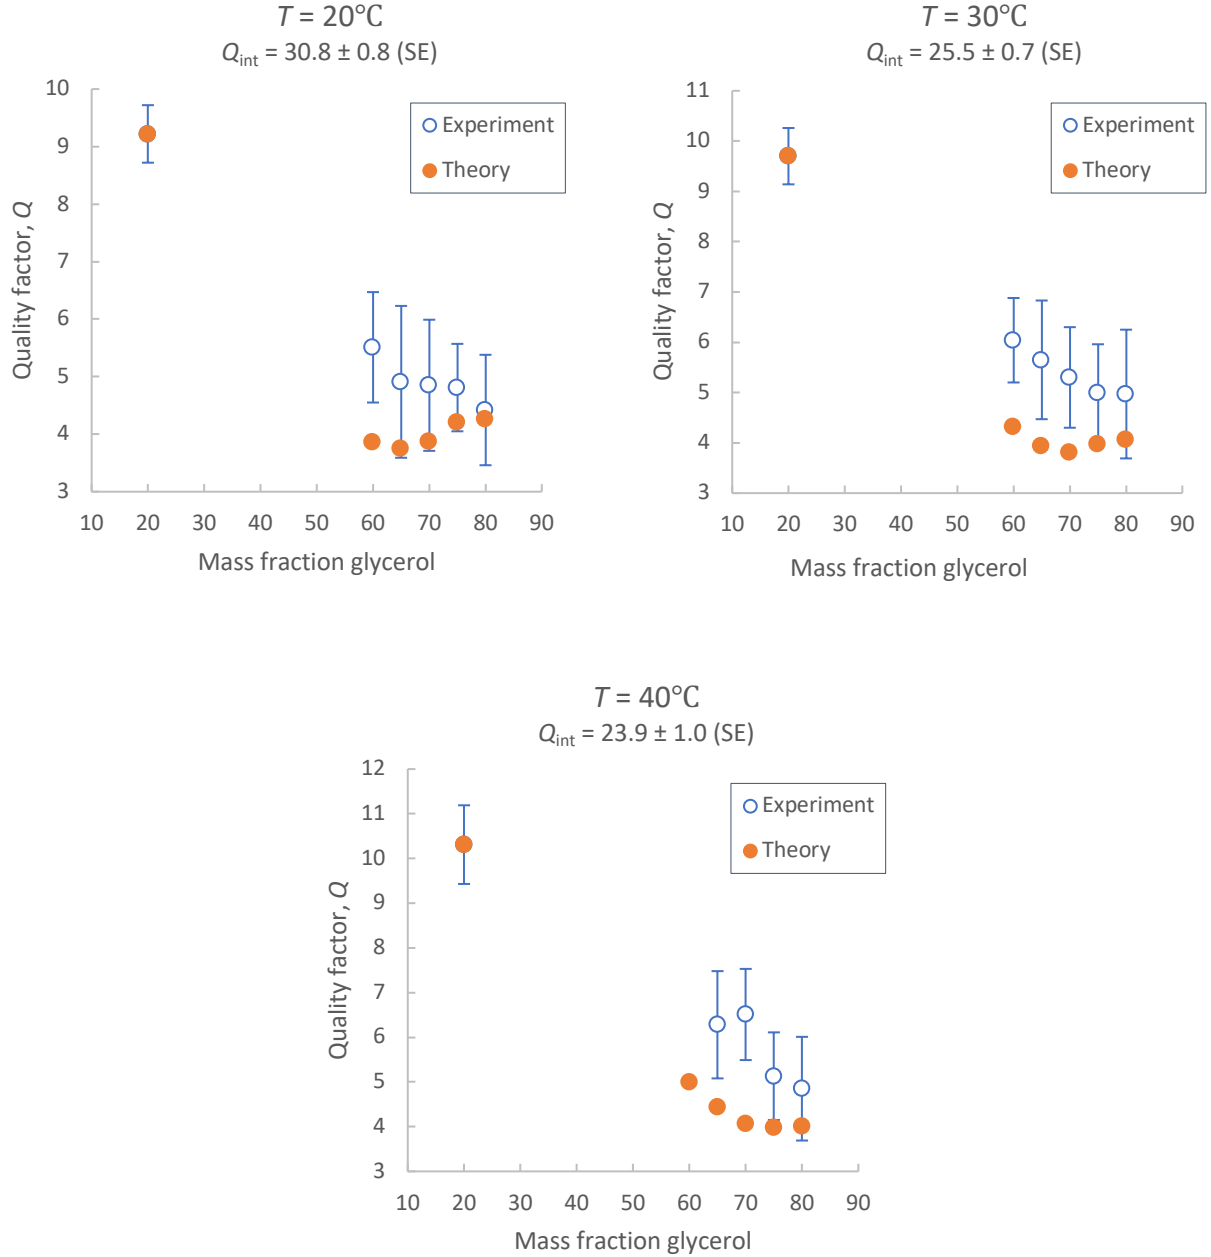 T = 20℃
Qint = 30.8 ± 0.8 (SE)
10
9
8
7
6
5
4
3
Quality factor, Q
Experiment
Theory
10 20 30 40 50 60 70 80 90
Mass fraction glycerol
T = 30℃
Qint = 25.5 ± 0.7 (SE)
11
10
9
8
7
6
5
4
3
Quality factor, Q
Experiment
Theory
10 20 30 40 50 60 70 80 90
Mass fraction glycerol
T = 40℃
Qint = 23.9 ± 1.0 (SE)
12
11
10
9
8
7
6
5
4
3
Quality factor, Q
Experiment
Theory
10 20 30 40 50 60 70 80 90
Mass fraction glycerol